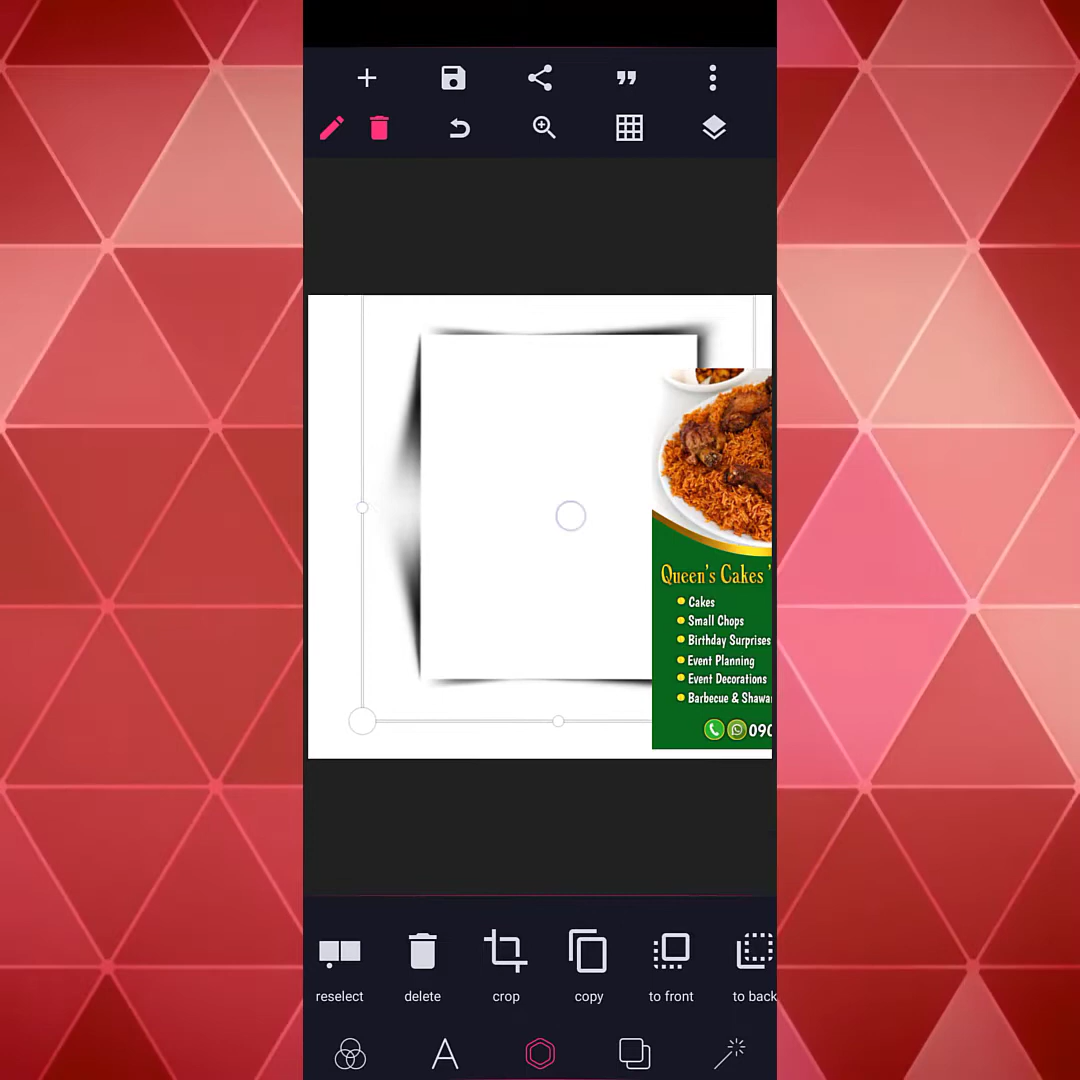 Queen's Cakes
Cakes
Small Chops
Birthday Surprises
Event Planning
Event Decorations
Barbecue &
090
reselect
delete
crop
copy
to front
to back